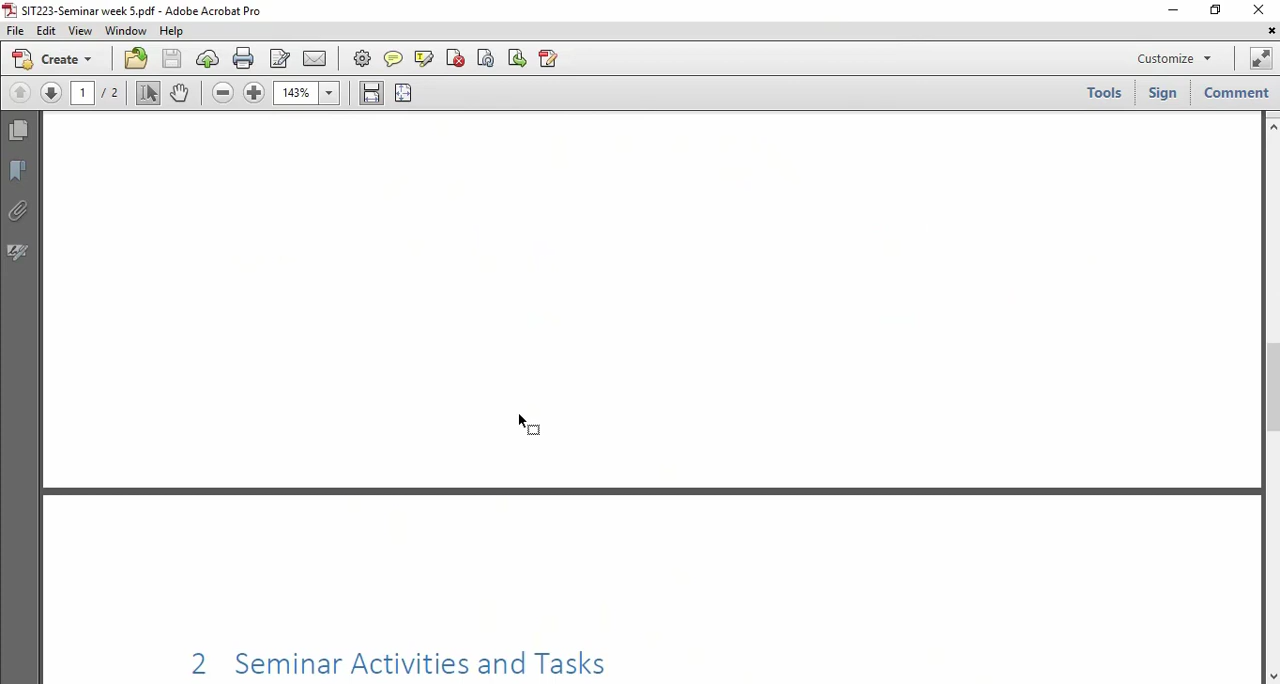 SIT223-Seminar week 5.pdf - Adobe Acrobat Pro
File Edit View Window Help
Create Customize
1 / 2 143% Tools Sign Comment
2 Seminar Activities and Tasks